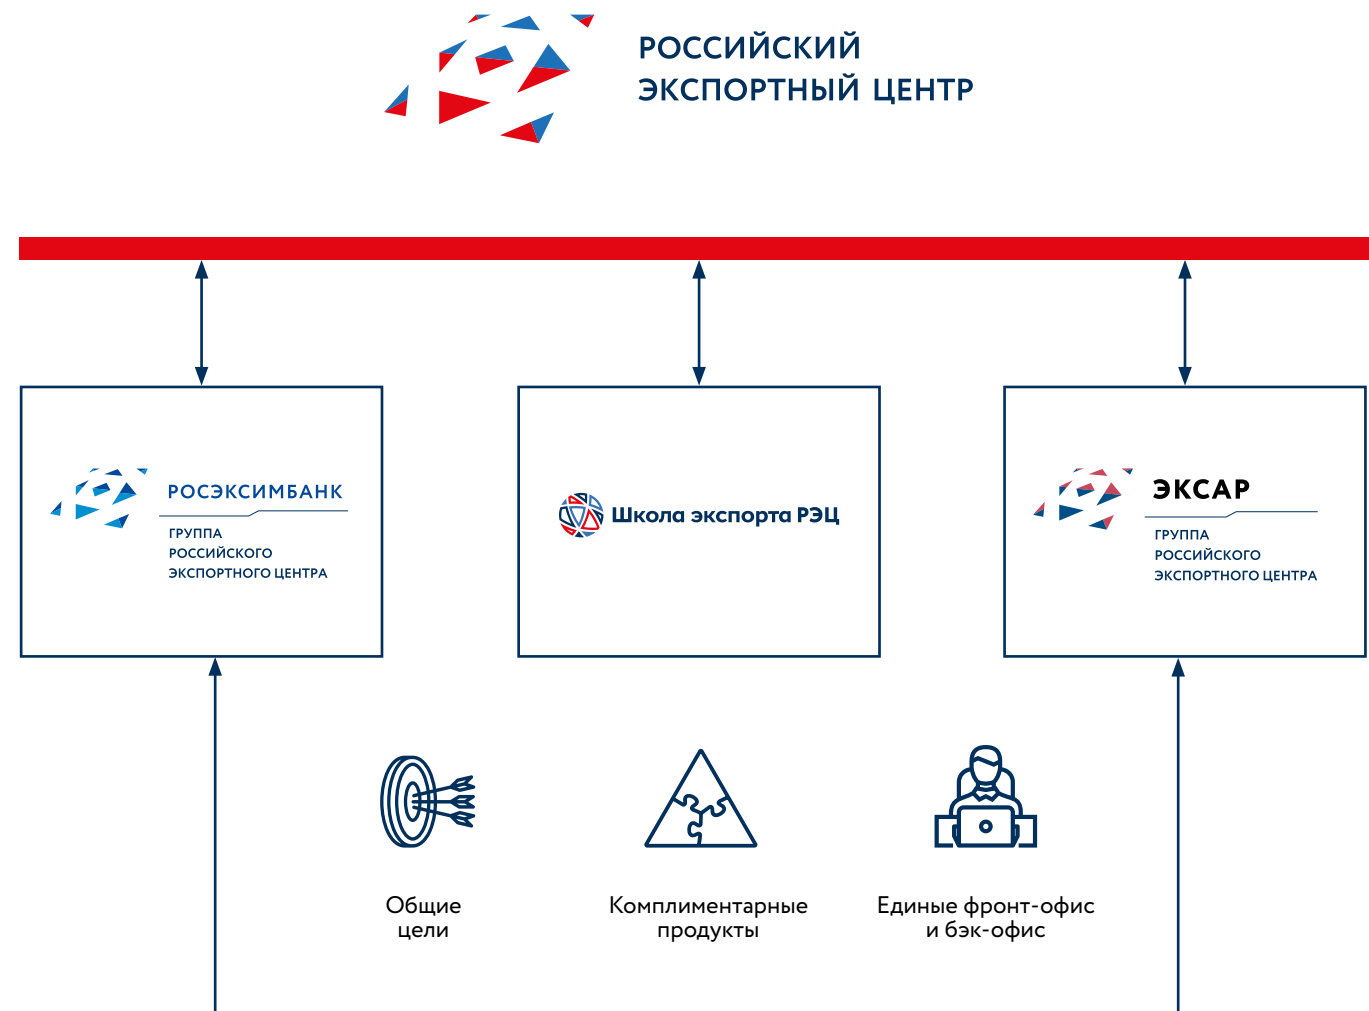 РОССИЙСКИЙ
ЭКСПОРТНЫЙ ЦЕНТР
РОСЭКСИМБАНК
ГРУППА
РОССИЙСКОГО
ЭКСПОРТНОГО ЦЕНТРА
Школа экспорта РЭЦ
ЭКСАР
ГРУППА
РОССИЙСКОГО
ЭКСПОРТНОГО ЦЕНТРА
Общие
цели
Комплиментарные
продукты
Единые фронт-офис
и бэк-офис